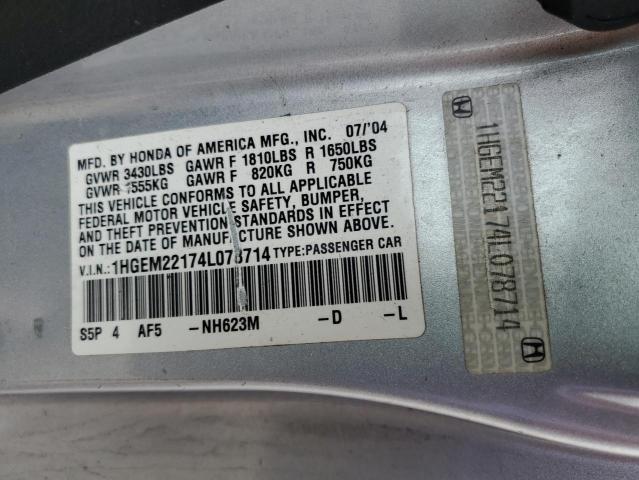 MFD. BY HONDA OF AMERICA MFG., INC. 07/'04
GVWR 3430LBS GAWR F 1810LBS R 1650LBS
GVWR 1555KG GAWR F 820KG R 750KG
THIS VEHICLE CONFORMS TO ALL APPLICABLE
FEDERAL MOTOR VEHICLE SAFETY, BUMPER,
AND THEFT PREVENTION STANDARDS IN EFFECT
ON THE DATE OF MANUFACTURE SHOWN ABOVE.
V.I.N.:1HGEM22174L078714 TYPE:PASSENGER CAR
S5P 4 AF5 -NH623M -D -L
1HGEM22174L078714